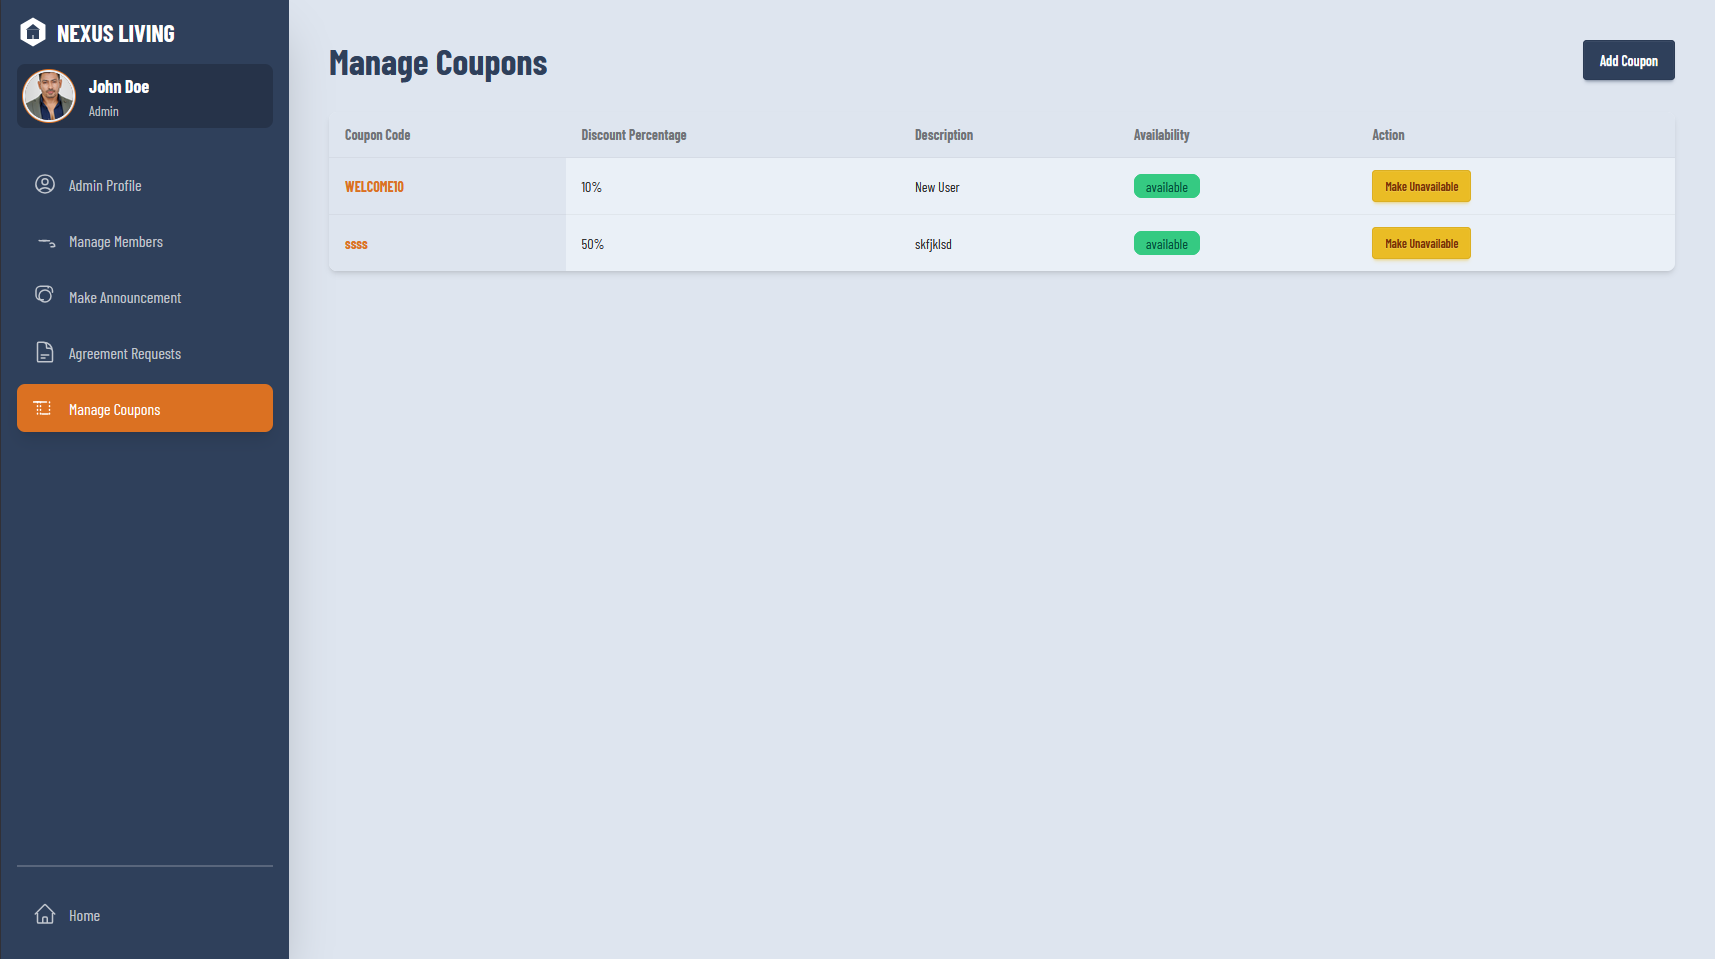 NEXUS LIVING
John Doe
Admin
Admin Profile
Manage Members
Make Announcement
Agreement Requests
Manage Coupons
Home
Manage Coupons
Add Coupon
Coupon Code Discount Percentage Description Availability Action
WELCOME10 10% New User available Make Unavailable
ssss 50% skfjklsd available Make Unavailable